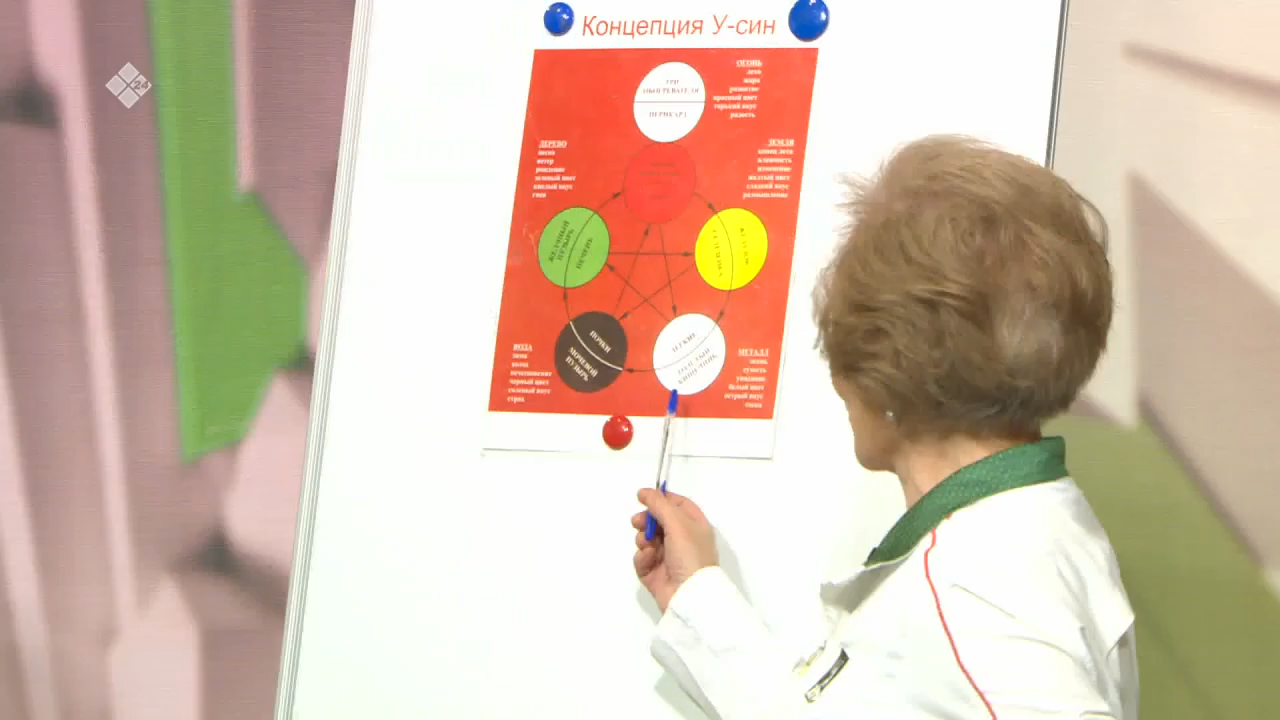 24
Концепция У-син
ТРИ
ОБОГРЕВАТЕЛЯ
ПЕРИКАРД
ОГОНЬ
лето
жара
развитие
красный цвет
горький вкус
радость
ДЕРЕВО
весна
ветер
рождение
зеленый цвет
кислый вкус
гнев
ЗЕМЛЯ
конец лета
влажность
изменение
желтый цвет
сладкий вкус
размышление
ЖЕЛЧНЫЙ
ПУЗЫРЬ
ПЕЧЕНЬ
ЖЕЛУДОК
СЕЛЕЗЕНКА
ПОЧКИ
МОЧЕВОЙ
ПУЗЫРЬ
ЛЕГКИЕ
ТОЛСТЫЙ
КИШЕЧНИК
ВОДА
зима
холод
черный цвет
соленый вкус
страх
МЕТАЛЛ
осень
сухость
увядание
белый цвет
острый вкус